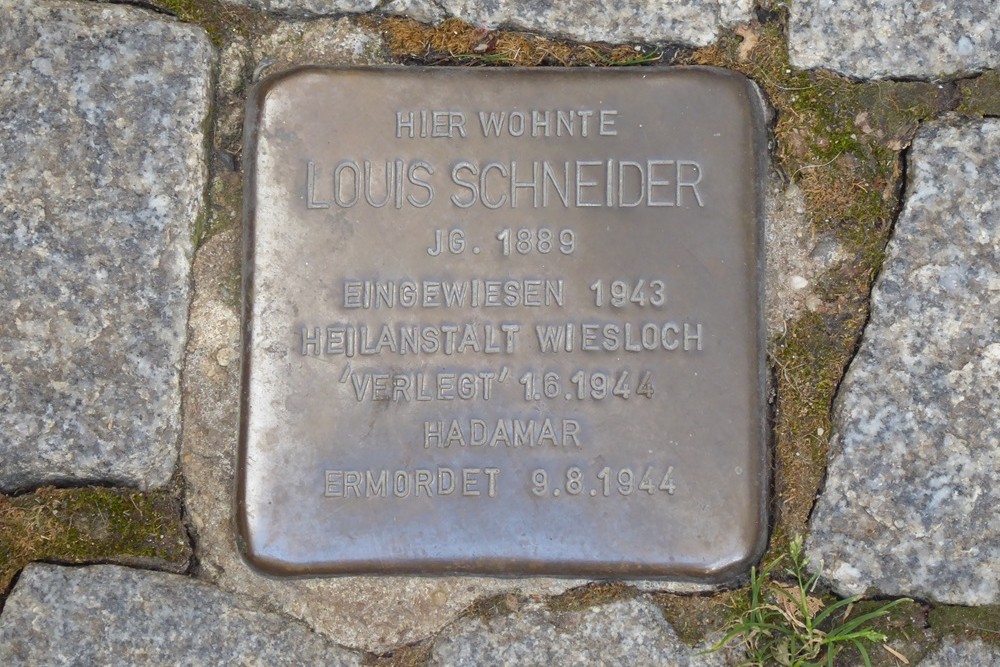 HIER WOHNTE
LOUIS SCHNEIDER
JG. 1889
EINGEWIESEN 1943
HEILANSTALT WIESLOCH
'VERLEGT' 1.6.1944
HADAMAR
ERMORDET 9.8.1944